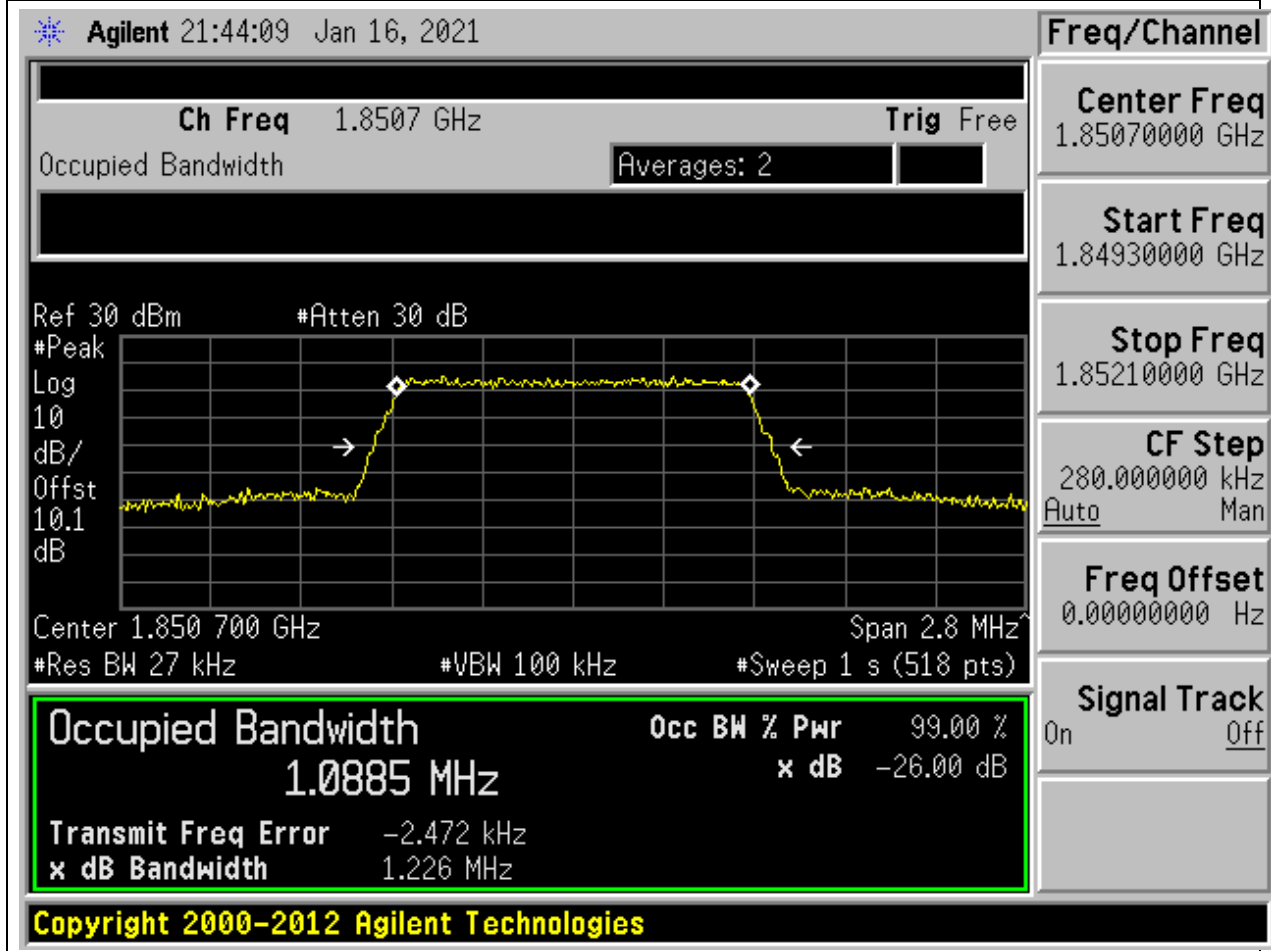 Agilent 21:44:09 Jan 16, 2021
Freq/Channel
Ch Freq 1.8507 GHz Trig Free
Occupied Bandwidth Averages: 2
Ref 30 dBm #Atten 30 dB
#Peak
Log
10
dB/
Offst
10.1
dB
Center 1.850 700 GHz Span 2.8 MHz^
#Res BW 27 kHz #VBW 100 kHz #Sweep 1 s (518 pts)
Occupied Bandwidth Occ BW % Pwr 99.00 %
1.0885 MHz x dB -26.00 dB
Transmit Freq Error -2.472 kHz
x dB Bandwidth 1.226 MHz
Copyright 2000-2012 Agilent Technologies
Center Freq
1.85070000 GHz
Start Freq
1.84930000 GHz
Stop Freq
1.85210000 GHz
CF Step
280.000000 kHz
Auto Man
Freq Offset
0.00000000 Hz
Signal Track
On Off